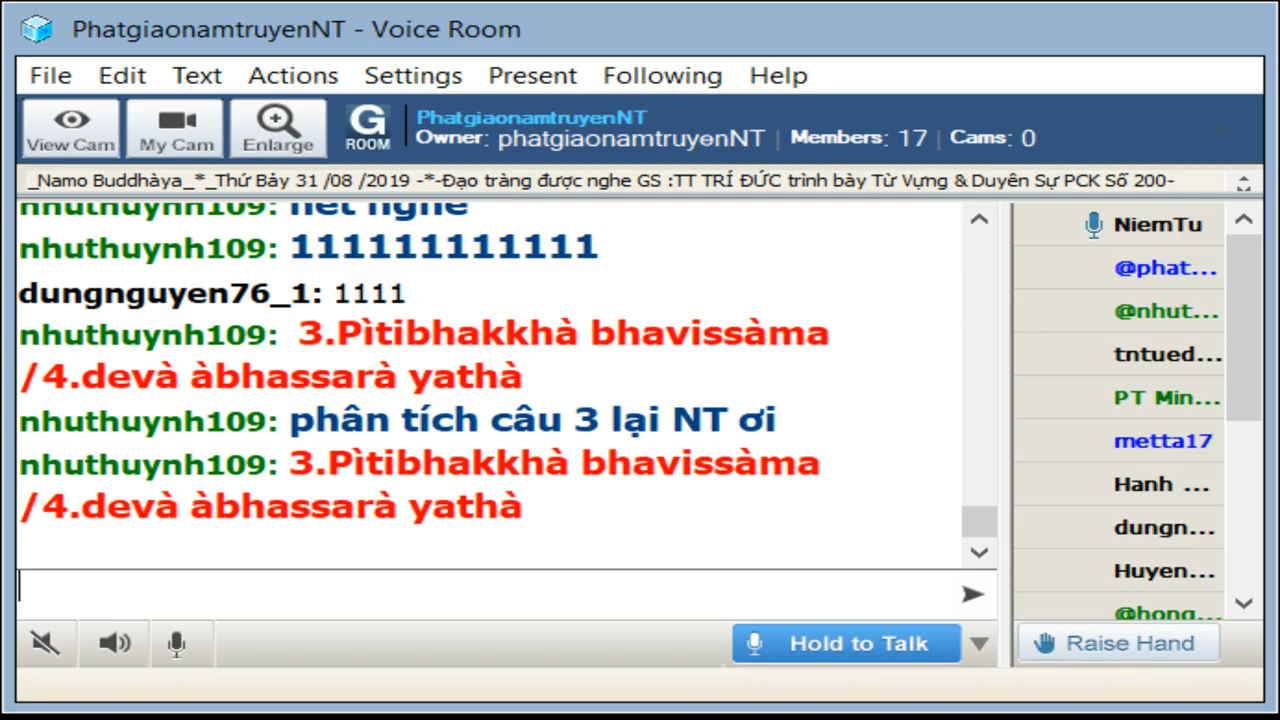 PhatgiaonamtruyenNT - Voice Room
File Edit Text Actions Settings Present Following Help
View Cam My Cam Enlarge G ROOM
PhatgiaonamtruyenNT
Owner: phatgiaonamtruyenNT | Members: 17 | Cams: 0
_Namo Buddhàya_*_Thứ Bảy 31 /08 /2019 -*-Đạo tràng được nghe GS :TT TRÍ ĐỨC trình bày Từ Vựng & Duyên Sự PCK Số 200-
nhuthuynh109: net nghe
nhuthuynh109: 111111111111
dungnguyen76_1: 1111
nhuthuynh109: 3.Pìtibhakkhà bhavissàma
/4.devà àbhassarà yathà
nhuthuynh109: phân tích câu 3 lại NT ơi
nhuthuynh109: 3.Pìtibhakkhà bhavissàma
/4.devà àbhassarà yathà
NiemTu
@phat...
@nhut...
tntued...
PT Min...
metta17
Hanh ...
dungn...
Huyen...
@hong...
Hold to Talk
Raise Hand